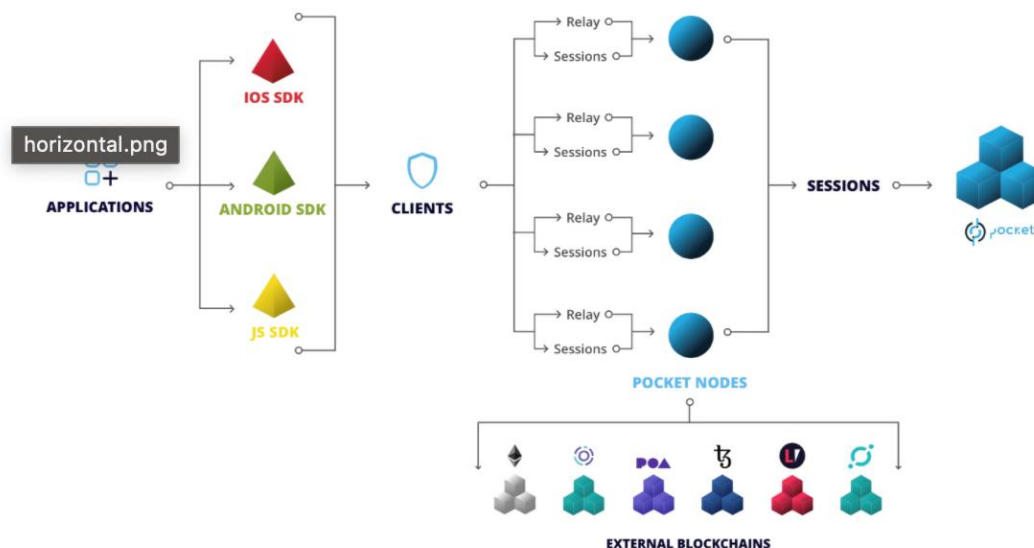 horizontal.png
APPLICATIONS
IOS SDK
ANDROID SDK
JS SDK
CLIENTS
Relay
Sessions
Relay
Sessions
Relay
Sessions
Relay
Sessions
POCKET NODES
SESSIONS
pocket
POA
EXTERNAL BLOCKCHAINS